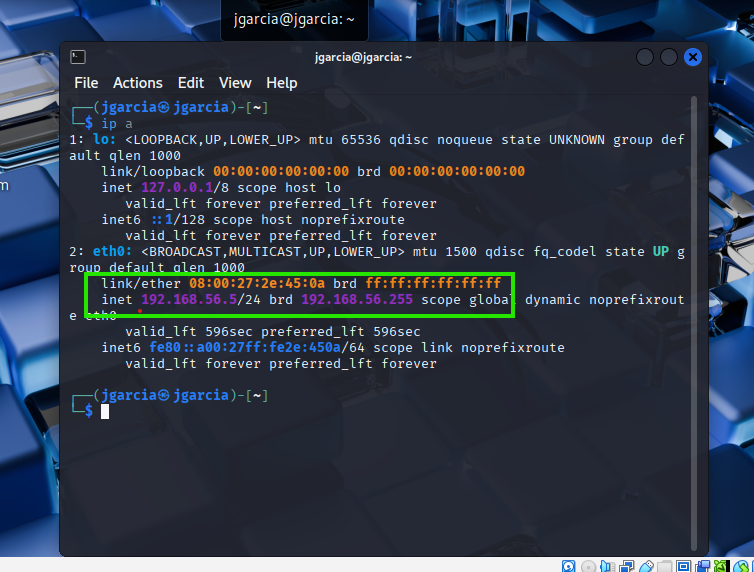 jgarcia@jgarcia: ~
jgarcia@jgarcia: ~
File Actions Edit View Help
┌──(jgarcia㉿jgarcia)-[~]
└─$ ip a
1: lo: <LOOPBACK,UP,LOWER_UP> mtu 65536 qdisc noqueue state UNKNOWN group def
ault qlen 1000
link/loopback 00:00:00:00:00:00 brd 00:00:00:00:00:00
inet 127.0.0.1/8 scope host lo
valid_lft forever preferred_lft forever
inet6 ::1/128 scope host noprefixroute
valid_lft forever preferred_lft forever
2: eth0: <BROADCAST,MULTICAST,UP,LOWER_UP> mtu 1500 qdisc fq_codel state UP g
roup default qlen 1000
link/ether 08:00:27:2e:45:0a brd ff:ff:ff:ff:ff:ff
inet 192.168.56.5/24 brd 192.168.56.255 scope global dynamic noprefixrout
e eth0
valid_lft 596sec preferred_lft 596sec
inet6 fe80::a00:27ff:fe2e:450a/64 scope link noprefixroute
valid_lft forever preferred_lft forever
┌──(jgarcia㉿jgarcia)-[~]
└─$